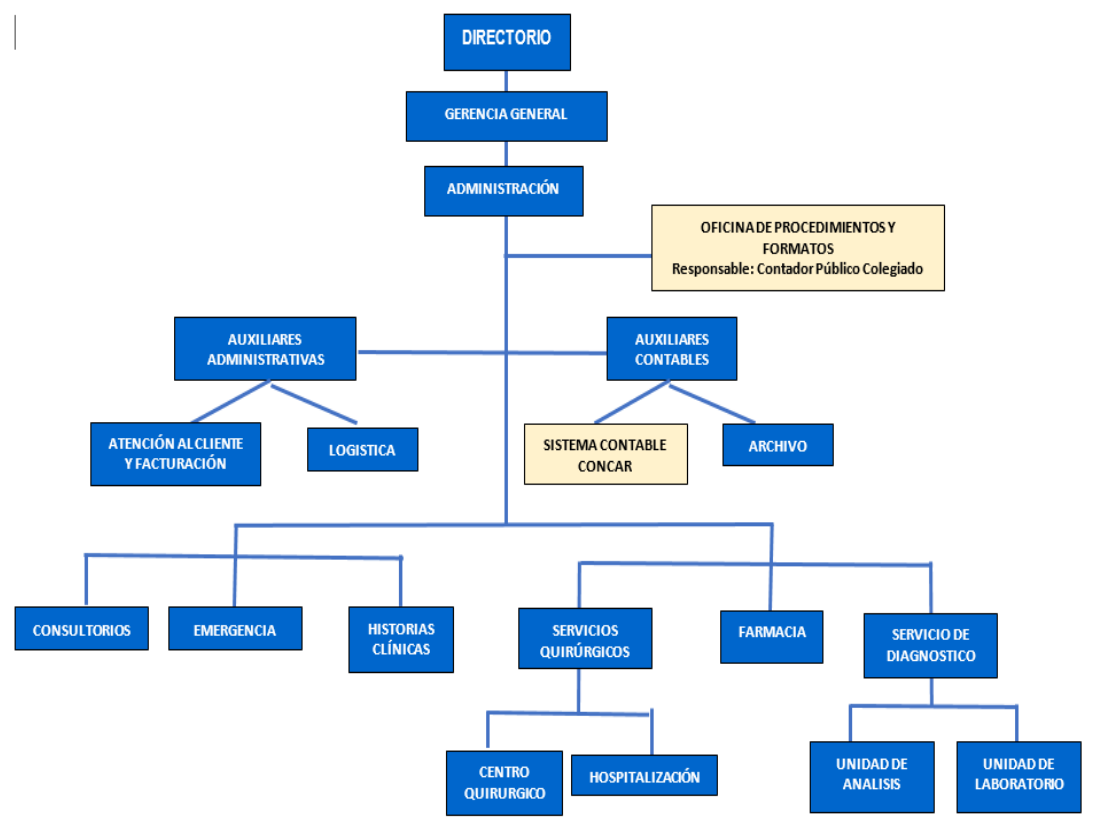 DIRECTORIO
GERENCIA GENERAL
ADMINISTRACIÓN
OFICINA DE PROCEDIMIENTOS Y
FORMATOS
Responsable: Contador Público Colegiado
AUXILIARES
ADMINISTRATIVAS
AUXILIARES
CONTABLES
ATENCIÓN AL CLIENTE
Y FACTURACIÓN
LOGISTICA
SISTEMA CONTABLE
CONCAR
ARCHIVO
CONSULTORIOS
EMERGENCIA
HISTORIAS
CLÍNICAS
SERVICIOS
QUIRÚRGICOS
FARMACIA
SERVICIO DE
DIAGNOSTICO
CENTRO
QUIRURGICO
HOSPITALIZACIÓN
UNIDAD DE
ANALISIS
UNIDAD DE
LABORATORIO